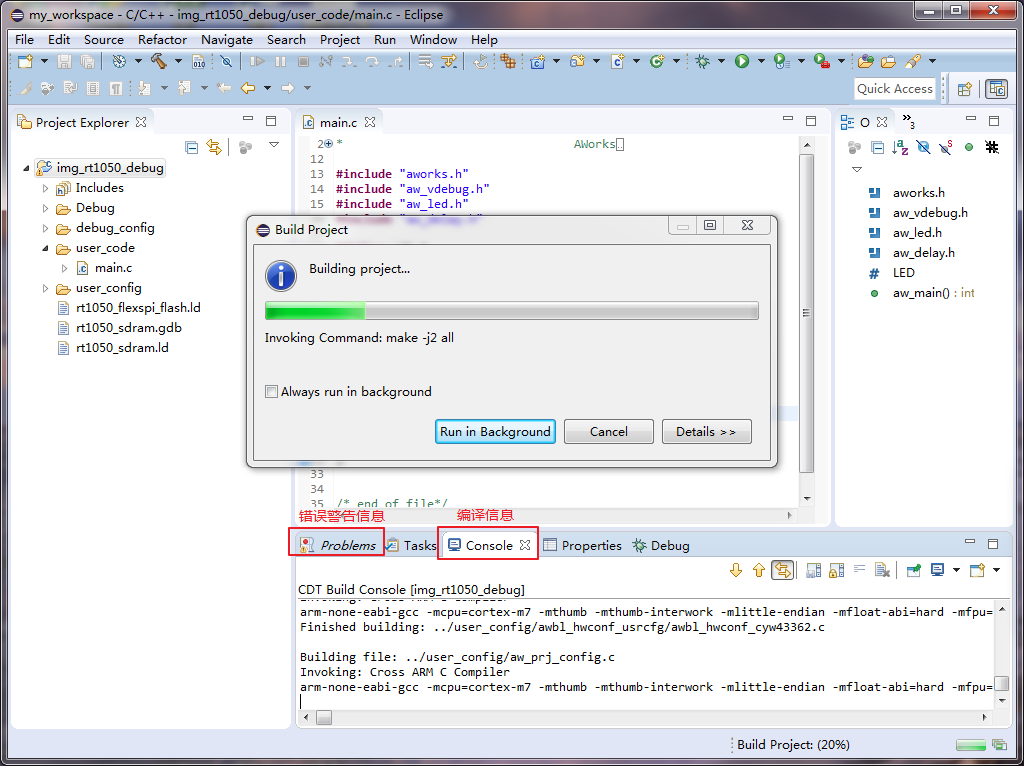 my_workspace - C/C++ - img_rt1050_debug/user_code/main.c - Eclipse
File Edit Source Refactor Navigate Search Project Run Window Help
Quick Access
Project Explorer
img_rt1050_debug
Includes
Debug
debug_config
user_code
main.c
user_config
rt1050_flexspi_flash.ld
rt1050_sdram.gdb
rt1050_sdram.ld
main.c
2 * AWorks
12
13 #include "aworks.h"
14 #include "aw_vdebug.h"
15 #include "aw_led.h"
Build Project
Building project...
Invoking Command: make -j2 all
Always run in background
Run in Background Cancel Details >>
33
34
35 /* end of file*/
O
3
aworks.h
aw_vdebug.h
aw_led.h
aw_delay.h
LED
aw_main() : int
错误警告信息 编译信息
Problems Tasks Console Properties Debug
CDT Build Console [img_rt1050_debug]
Invoking: Cross ARM C Compiler
arm-none-eabi-gcc -mcpu=cortex-m7 -mthumb -mthumb-interwork -mlittle-endian -mfloat-abi=hard -mfpu=
Finished building: ../user_config/awbl_hwconf_usrcfg/awbl_hwconf_cyw43362.c
Building file: ../user_config/aw_prj_config.c
Invoking: Cross ARM C Compiler
arm-none-eabi-gcc -mcpu=cortex-m7 -mthumb -mthumb-interwork -mlittle-endian -mfloat-abi=hard -mfpu=
Build Project: (20%)